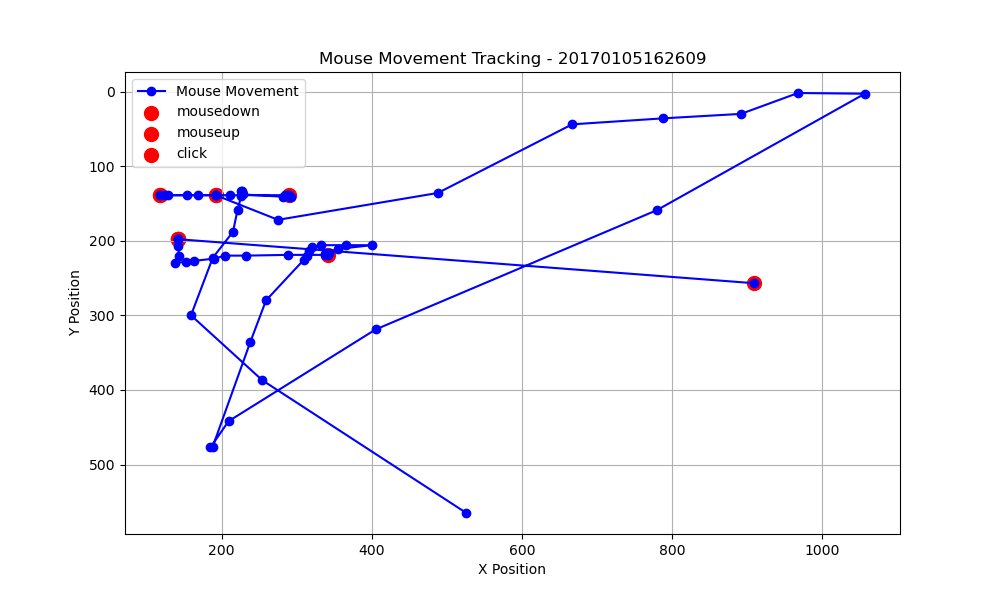 Mouse Movement Tracking - 20170105162609
Mouse Movement
mousedown
mouseup
click
0
100
200
300
400
500
Y Position
200
400
600
800
1000
X Position